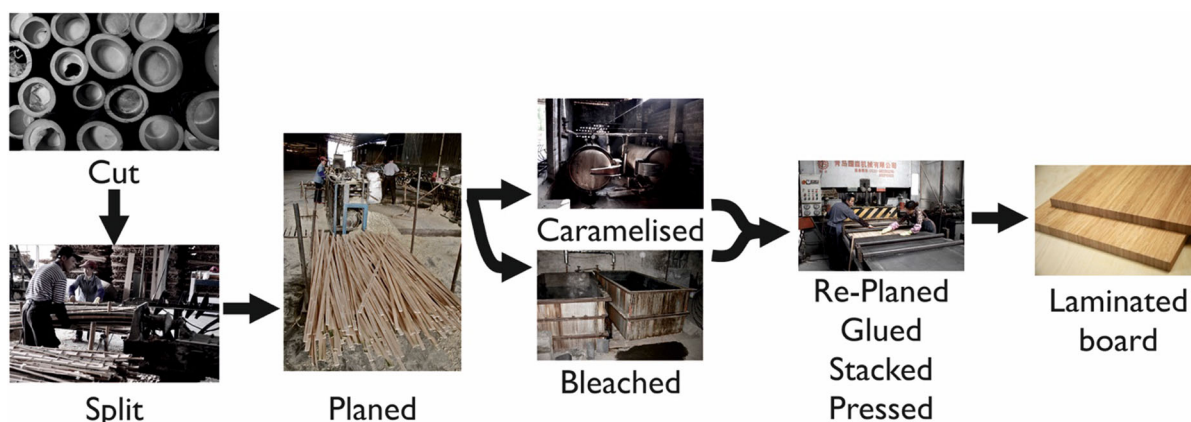 Cut
Split
Planed
Caramelised
Bleached
Re-Planed
Glued
Stacked
Pressed
Laminated
board